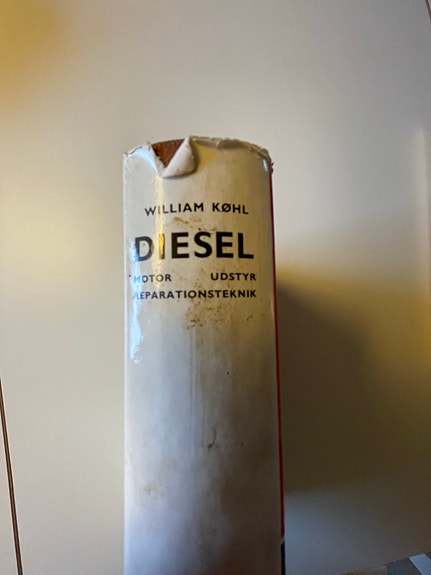 WILLIAM KØHL
DIESEL
MOTOR UDSTYR
REPARATIONSTEKNIK